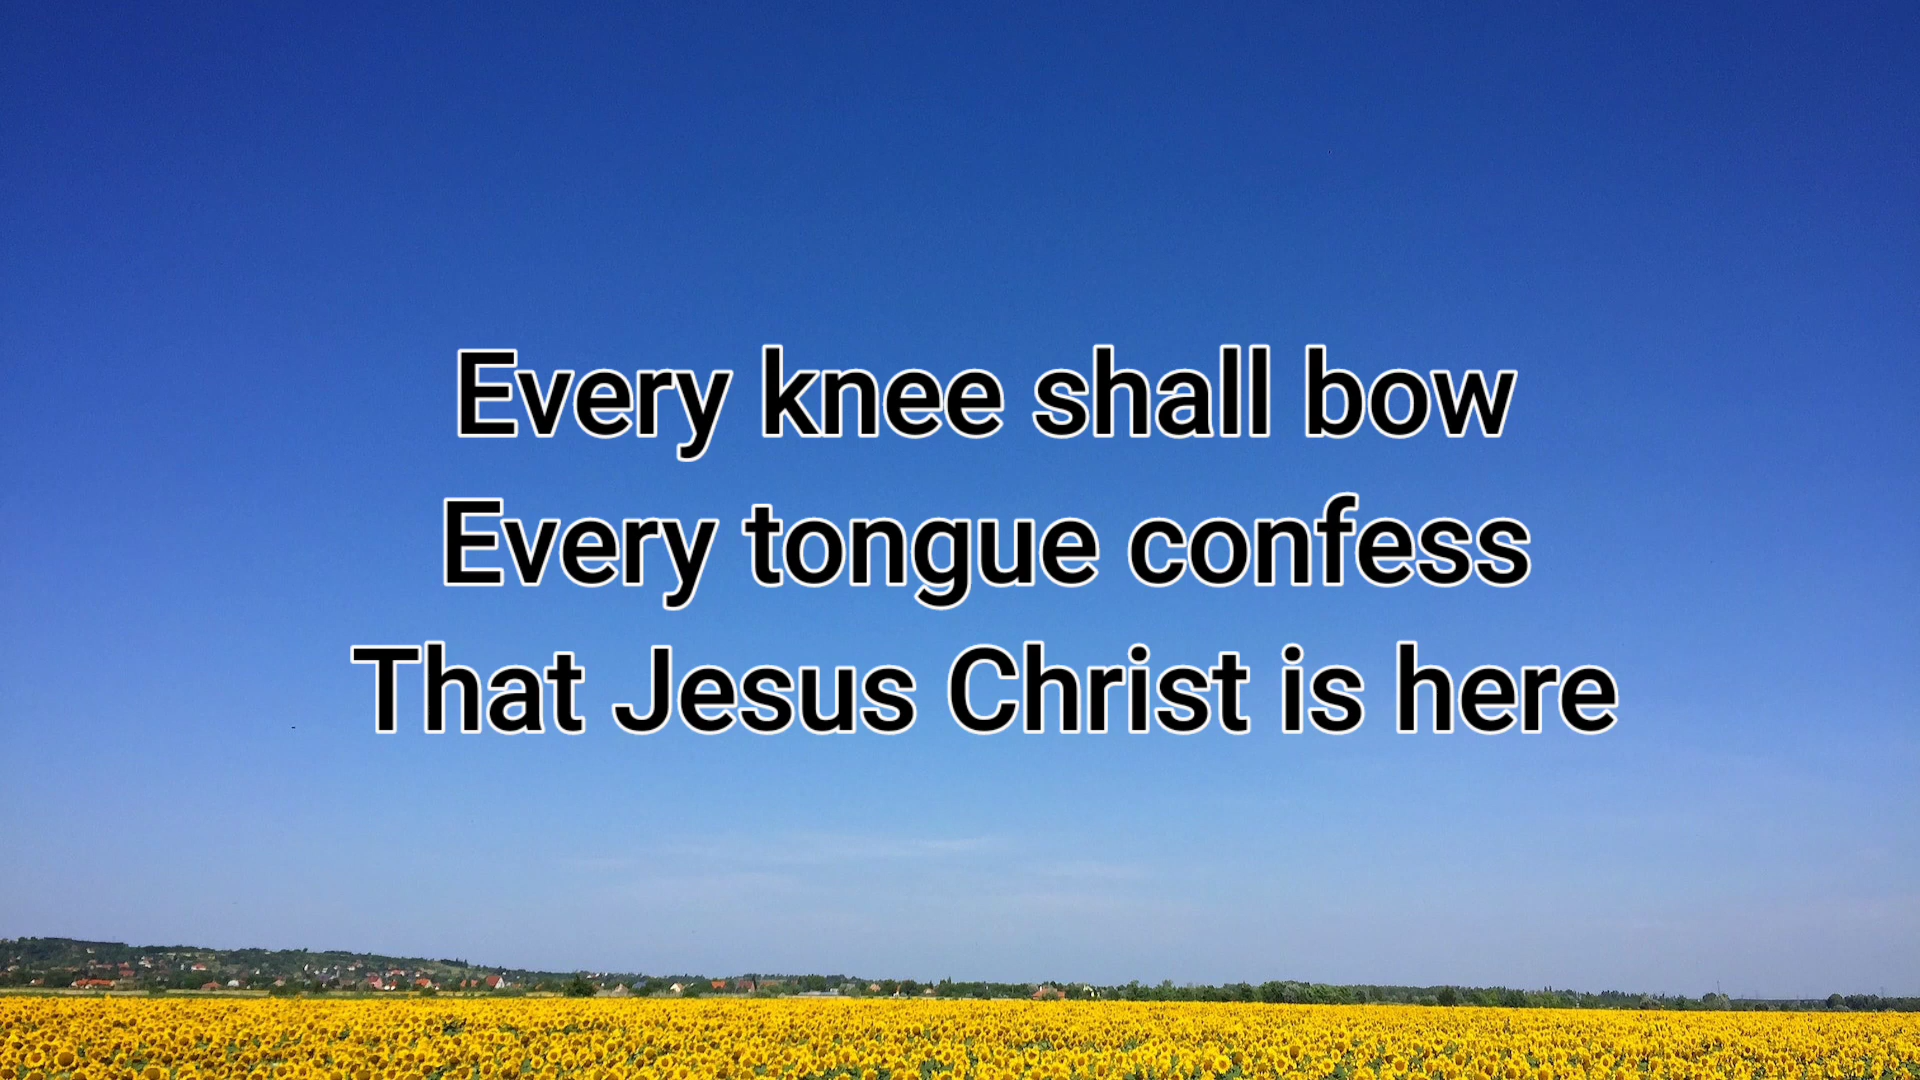 Every knee shall bow
Every tongue confess
That Jesus Christ is here